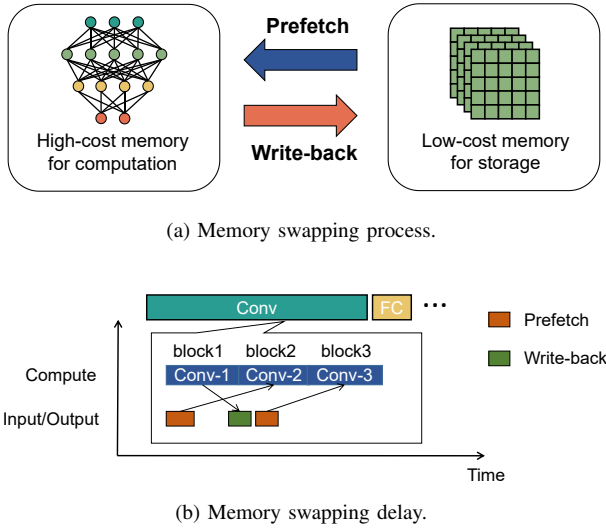 Prefetch
High-cost memory
for computation
Write-back
Low-cost memory
for storage
(a) Memory swapping process.
Conv
FC
...
Prefetch
Write-back
block1
block2
block3
Compute
Conv-1
Conv-2
Conv-3
Input/Output
Time
(b) Memory swapping delay.